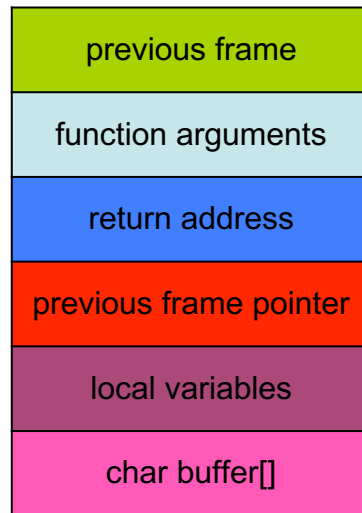 previous frame
function arguments
return address
previous frame pointer
local variables
char buffer[]